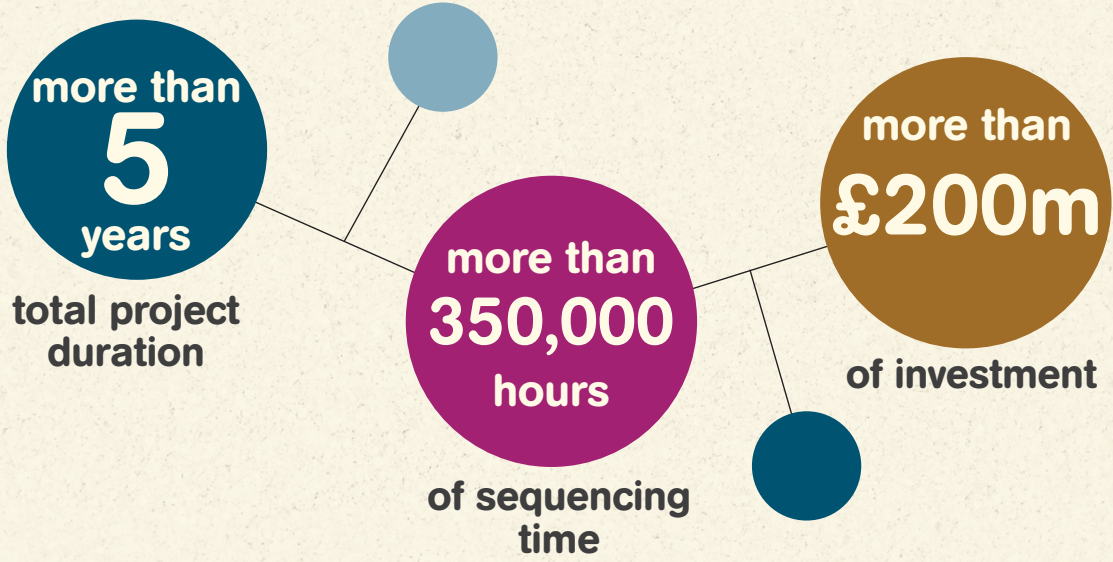 more than
5
years
total project
duration
more than
350,000
hours
of sequencing
time
more than
£200m
of investment